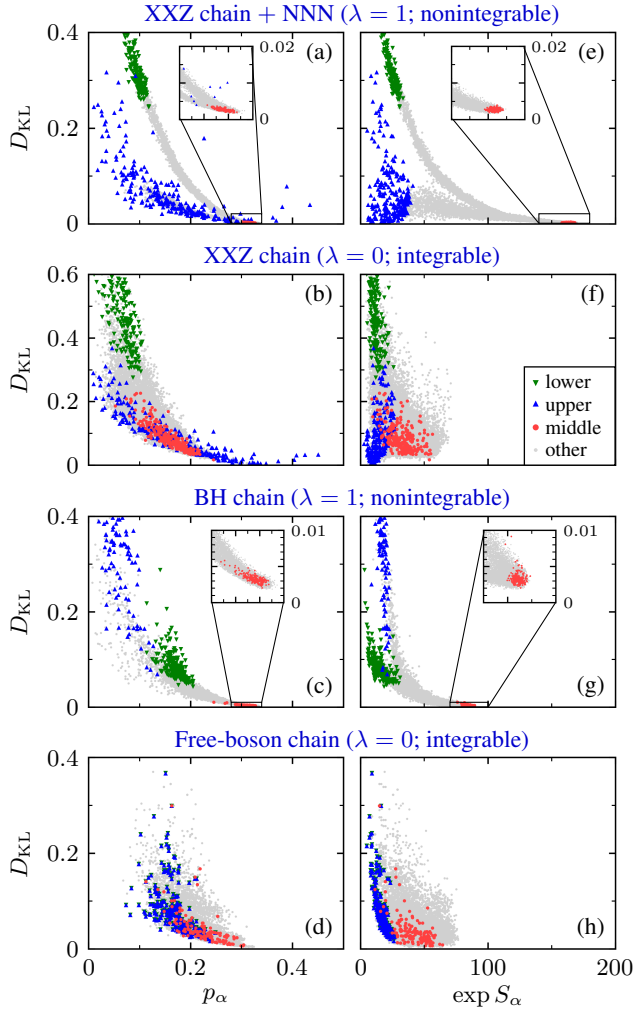 XXZ chain + NNN (λ = 1; nonintegrable)
0.4
0.2
0
D_KL
0.02
0
(a)
0.02
0
(e)
XXZ chain (λ = 0; integrable)
0.6
0.4
0.2
0
D_KL
(b)
(f)
lower
upper
middle
other
BH chain (λ = 1; nonintegrable)
0.4
0.2
0
D_KL
0.01
0
(c)
0.01
0
(g)
Free-boson chain (λ = 0; integrable)
0.4
0.2
0
D_KL
(d)
(h)
0 0.2 0.4 0 100 200
p_α exp S_α